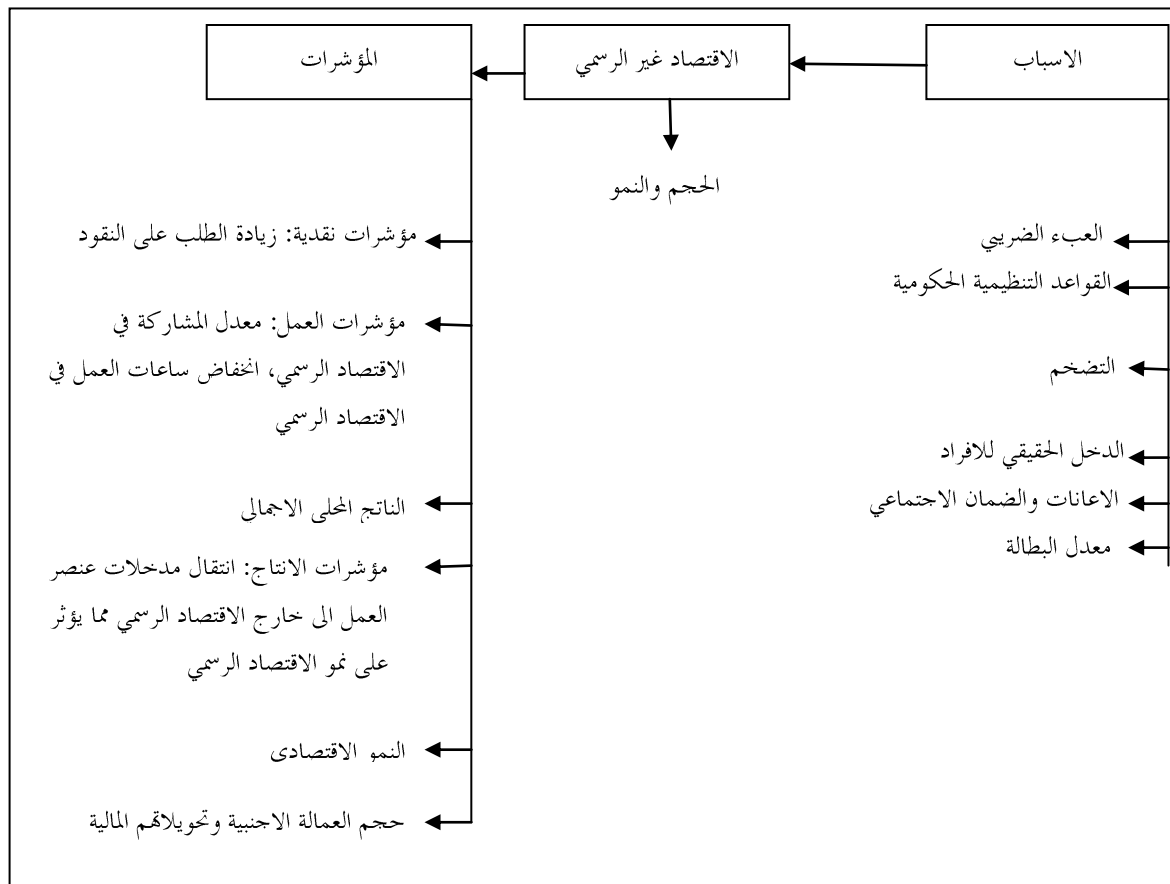 الاسباب
الاقتصاد غير الرسمي
المؤشرات
الحجم والنمو
العبء الضريبي
القواعد التنظيمية الحكومية
التضخم
الدخل الحقيقي للافراد
الاعانات والضمان الاجتماعي
معدل البطالة
مؤشرات نقدية: زيادة الطلب على النقود
مؤشرات العمل: معدل المشاركة في
الاقتصاد الرسمي، انخفاض ساعات العمل في
الاقتصاد الرسمي
الناتج المحلى الاجمالى
مؤشرات الانتاج: انتقال مدخلات عنصر
العمل الى خارج الاقتصاد الرسمي مما يؤثر
على نمو الاقتصاد الرسمي
النمو الاقتصادى
حجم العمالة الاجنبية وتحويلاتهم المالية